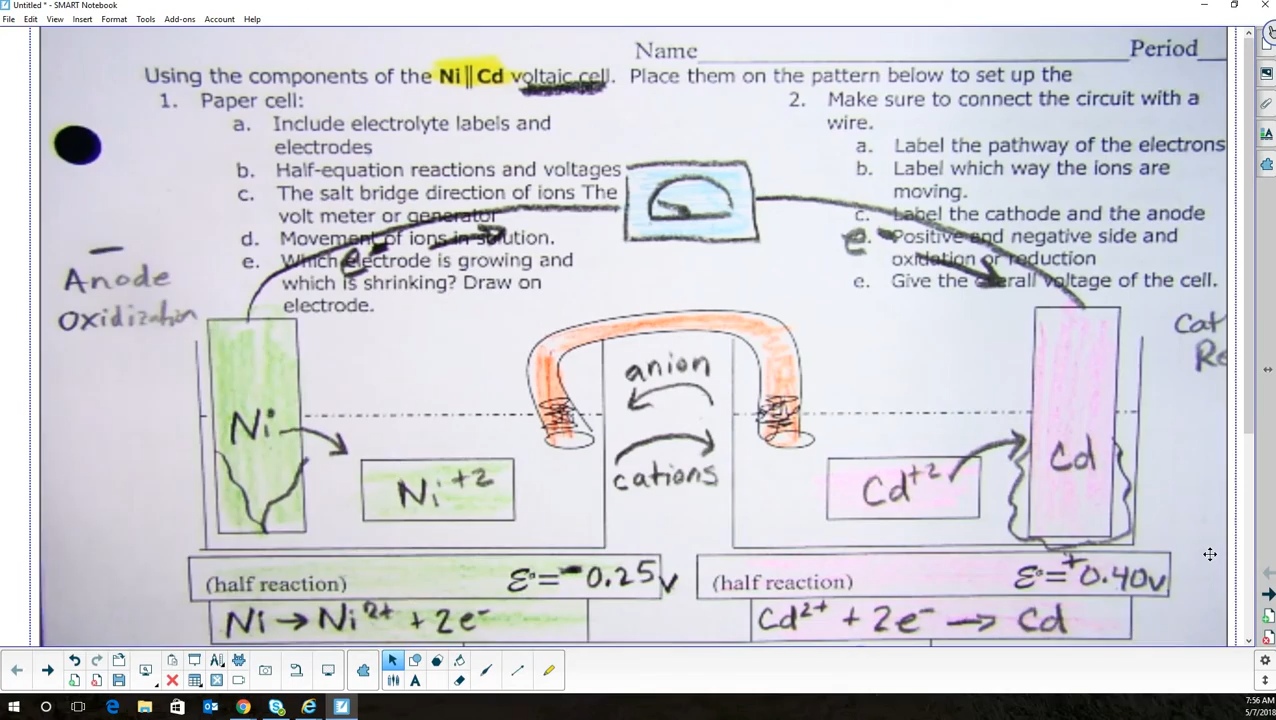 Untitled * - SMART Notebook
File Edit View Insert Format Tools Add-ons Account Help
Name Period
Using the components of the Ni||Cd voltaic cell. Place them on the pattern below to set up the
1. Paper cell:
a. Include electrolyte labels and
electrodes
b. Half-equation reactions and voltages
c. The salt bridge direction of ions The
volt meter or generator
d. Movement of ions in solution.
e. Which electrode is growing and
which is shrinking? Draw on
electrode.
2. Make sure to connect the circuit with a
wire.
a. Label the pathway of the electrons
b. Label which way the ions are
moving.
c. Label the cathode and the anode
Positive and negative side and
oxidation or reduction
e. Give the overall voltage of the cell.
e-
e-
−
Anode
Oxidization
Cat
Re
anion
cations
Ni
Ni+2
Cd+2
Cd
(half reaction) ε°= -0.25v
Ni → Ni2+ + 2e-
(half reaction) ε°= +0.40v
Cd2+ + 2e- → Cd
7:56 AM
5/7/2018